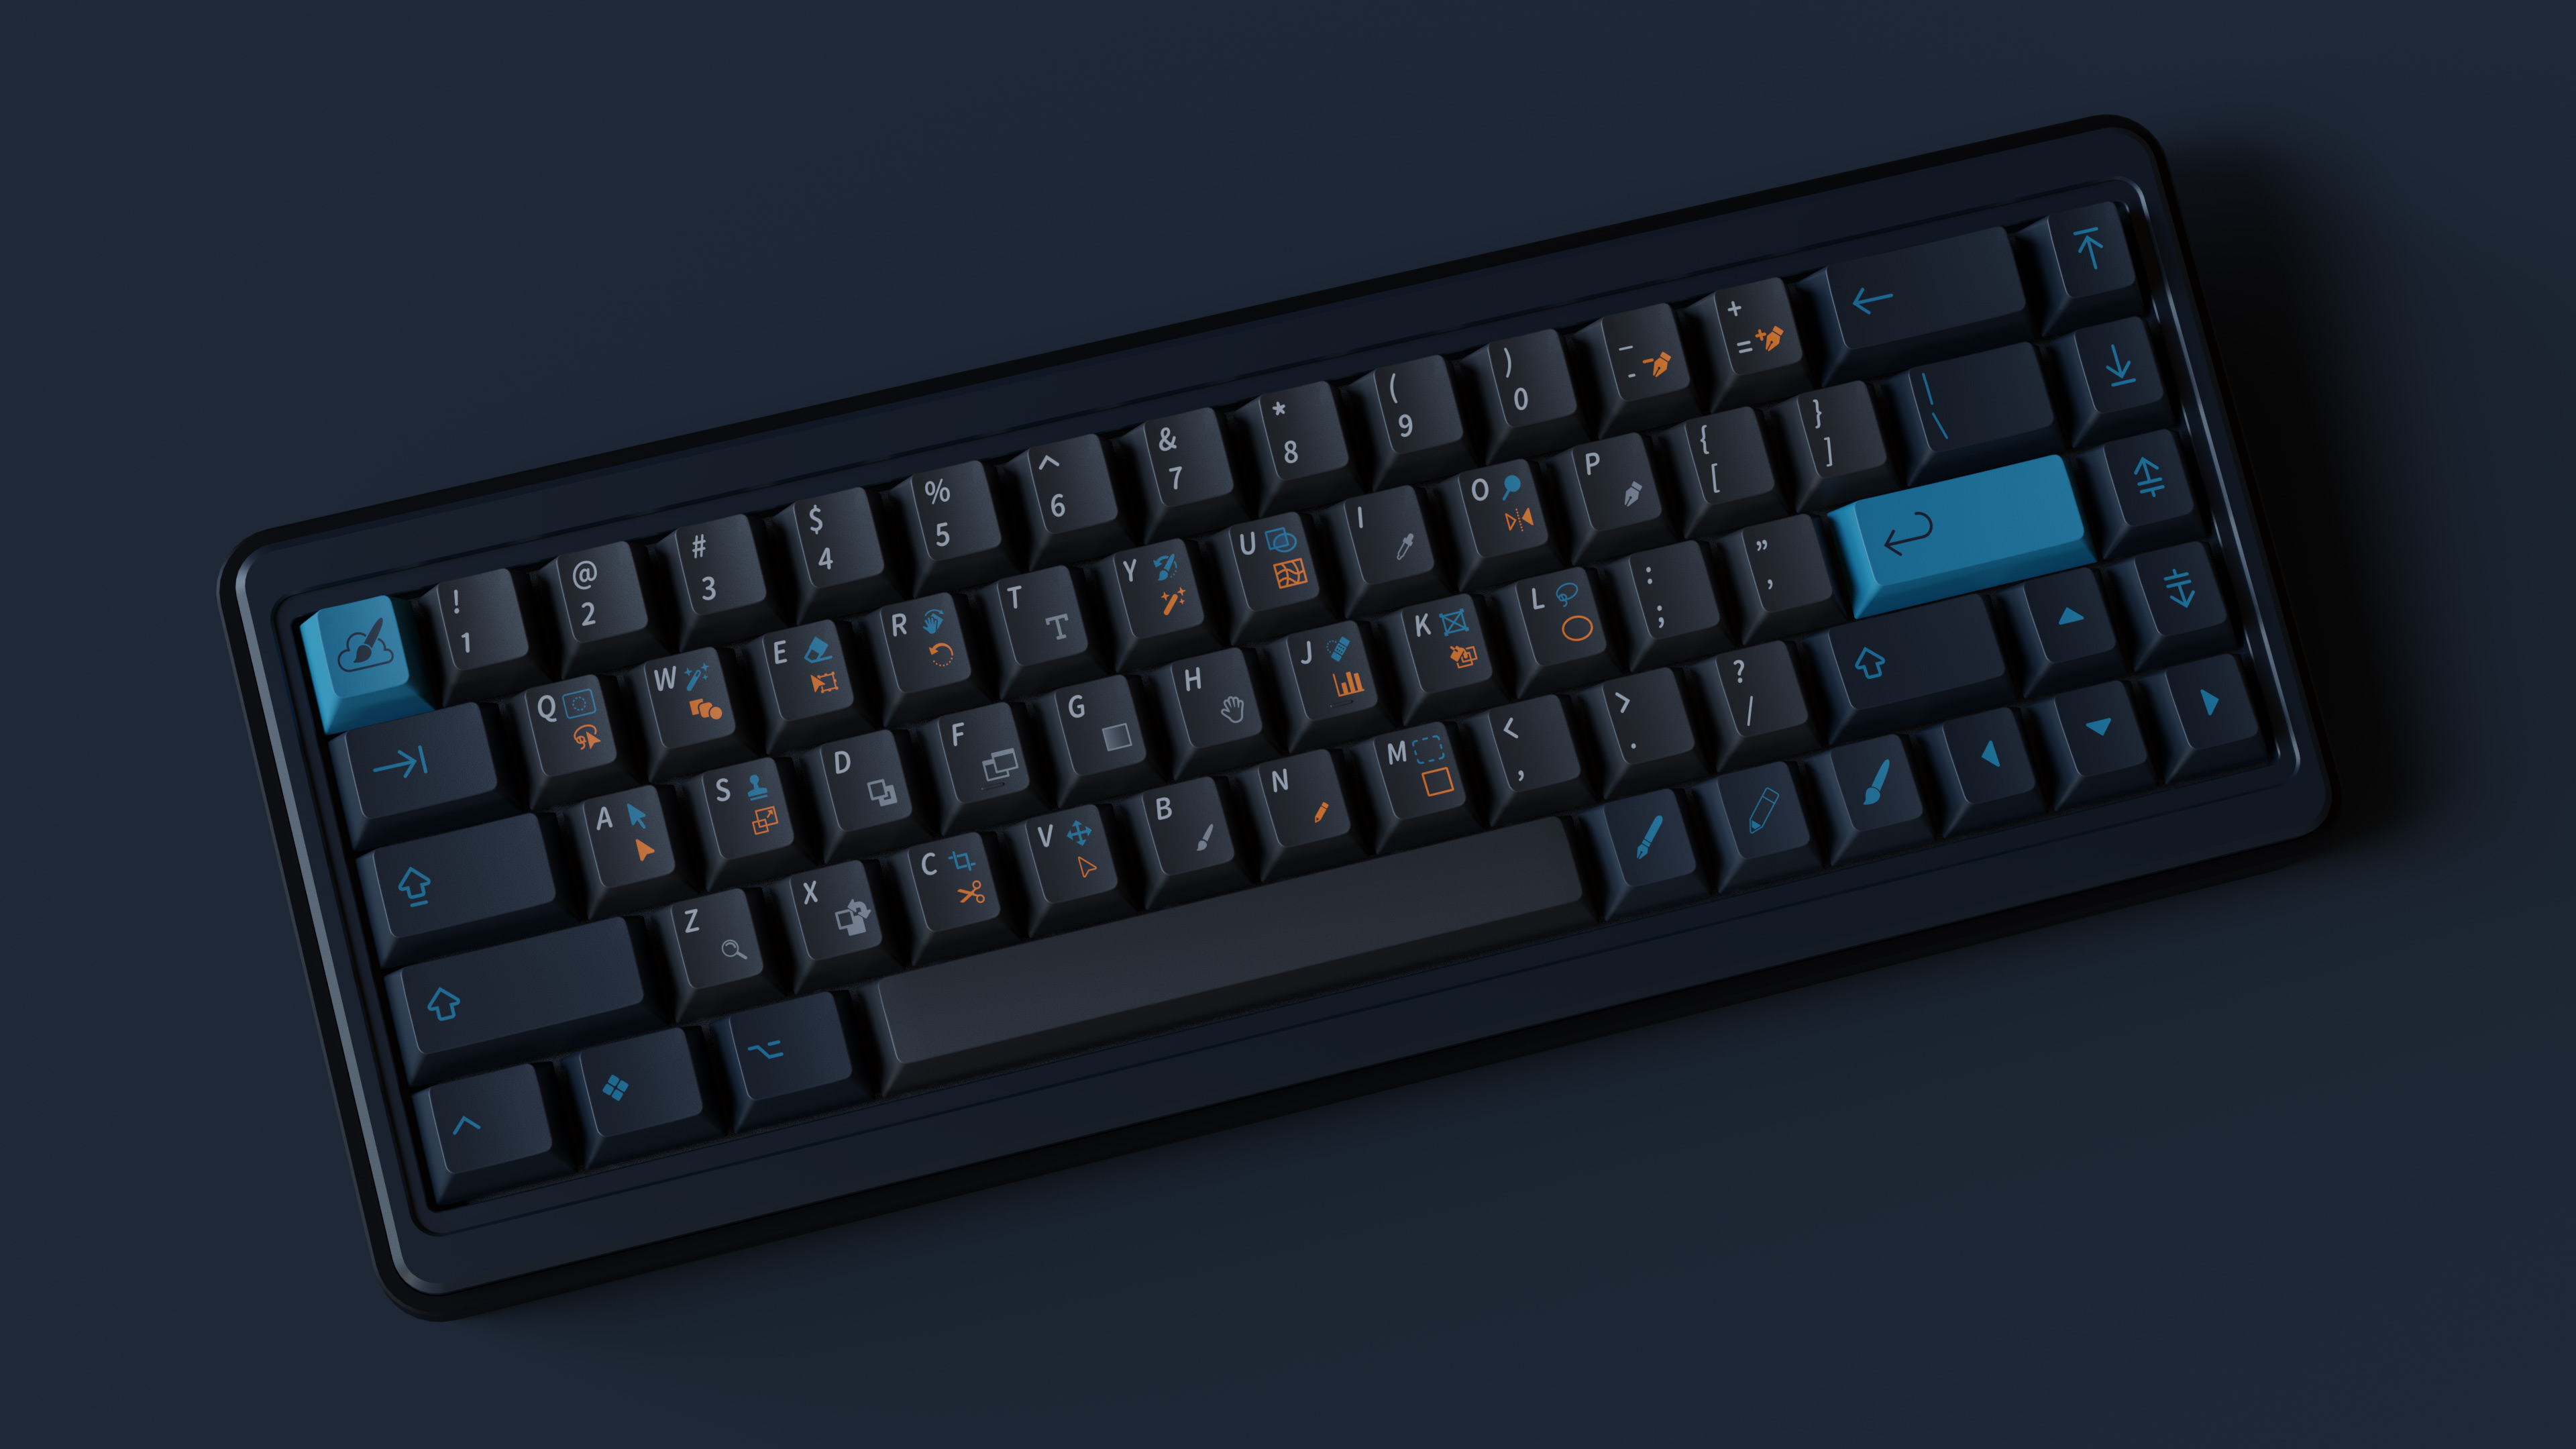 ! @ # $ % ^ & * ( ) _ +
1 2 3 4 5 6 7 8 9 0 - =
Q W E R T Y U I O P { } |
[ ] \
A S D F G H J K L : ”
; ’
Z X C V B N M < > ?
, . /